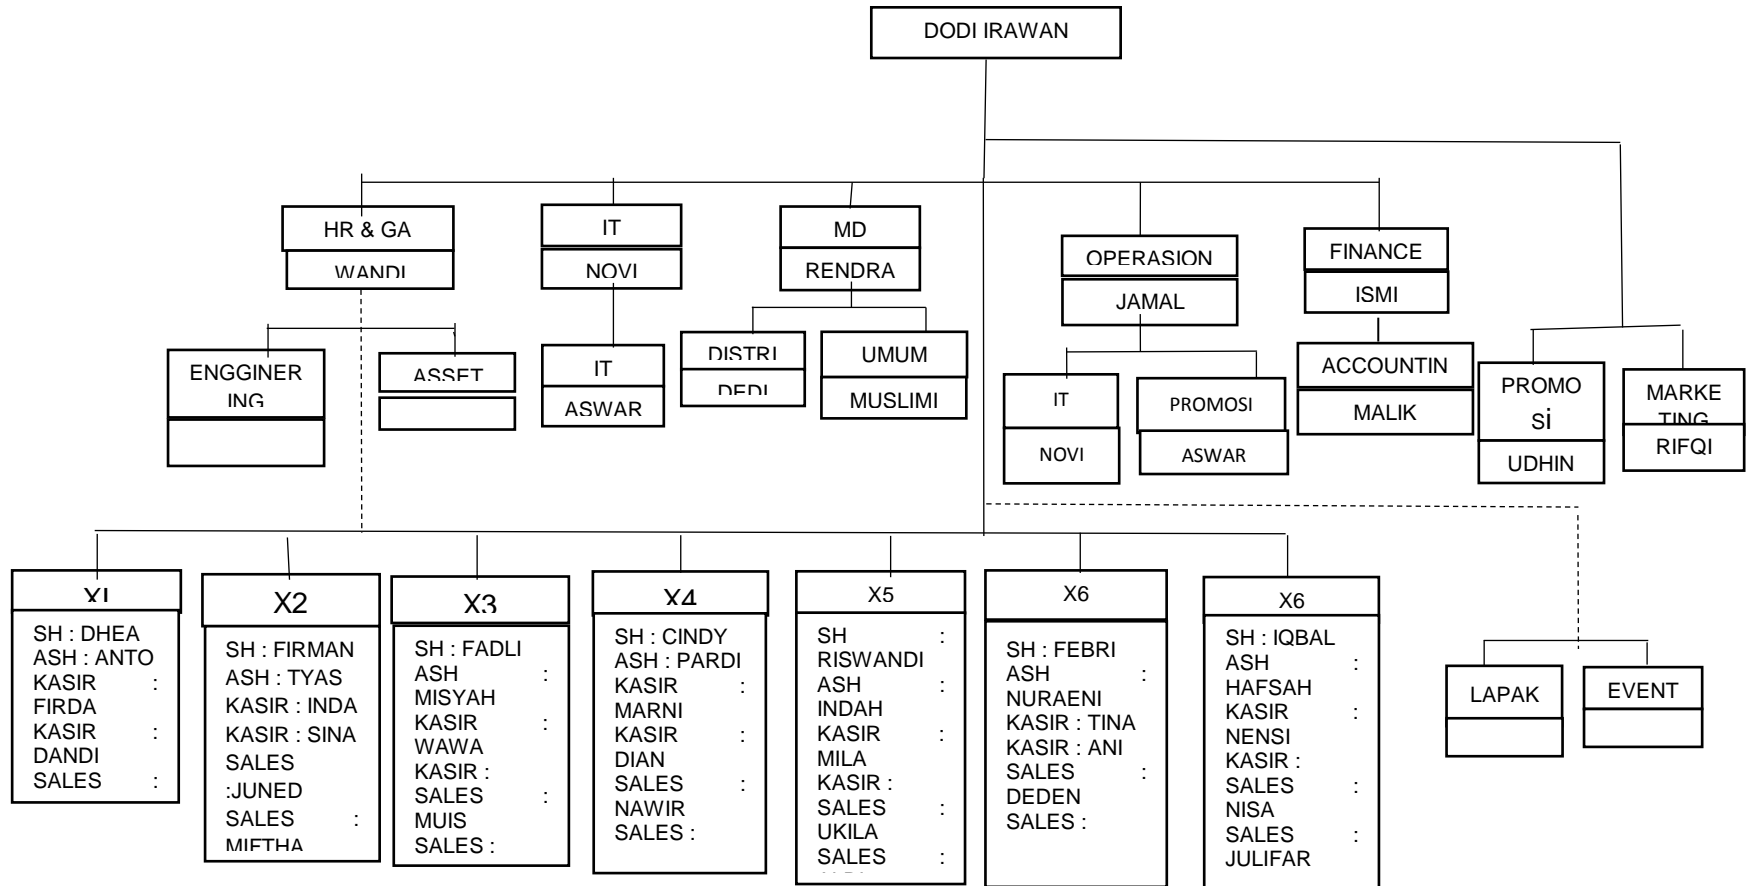 DODI IRAWAN
HR & GA
WANDI
IT
NOVI
MD
RENDRA
OPERASION
JAMAL
FINANCE
ISMI
ENGGINER
ING
ASSET
IT
ASWAR
DISTRI
DEDI
UMUM
MUSLIMI
IT
NOVI
PROMOSI
ASWAR
ACCOUNTIN
MALIK
PROMO
si
UDHIN
MARKE
TING
RIFQI
X1
SH : DHEA
ASH : ANTO
KASIR :
FIRDA
KASIR :
DANDI
SALES :
X2
SH : FIRMAN
ASH : TYAS
KASIR : INDA
KASIR : SINA
SALES
:JUNED
SALES :
MIFTHA
X3
SH : FADLI
ASH :
MISYAH
KASIR :
WAWA
KASIR :
SALES :
MUIS
SALES :
X4
SH : CINDY
ASH : PARDI
KASIR :
MARNI
KASIR :
DIAN
SALES :
NAWIR
SALES :
X5
SH :
RISWANDI
ASH :
INDAH
KASIR :
MILA
KASIR :
SALES :
UKILA
SALES :
X6
SH : FEBRI
ASH :
NURAENI
KASIR : TINA
KASIR : ANI
SALES :
DEDEN
SALES :
X6
SH : IQBAL
ASH :
HAFSAH
KASIR :
NENSI
KASIR :
SALES :
NISA
SALES :
JULIFAR
LAPAK
EVENT